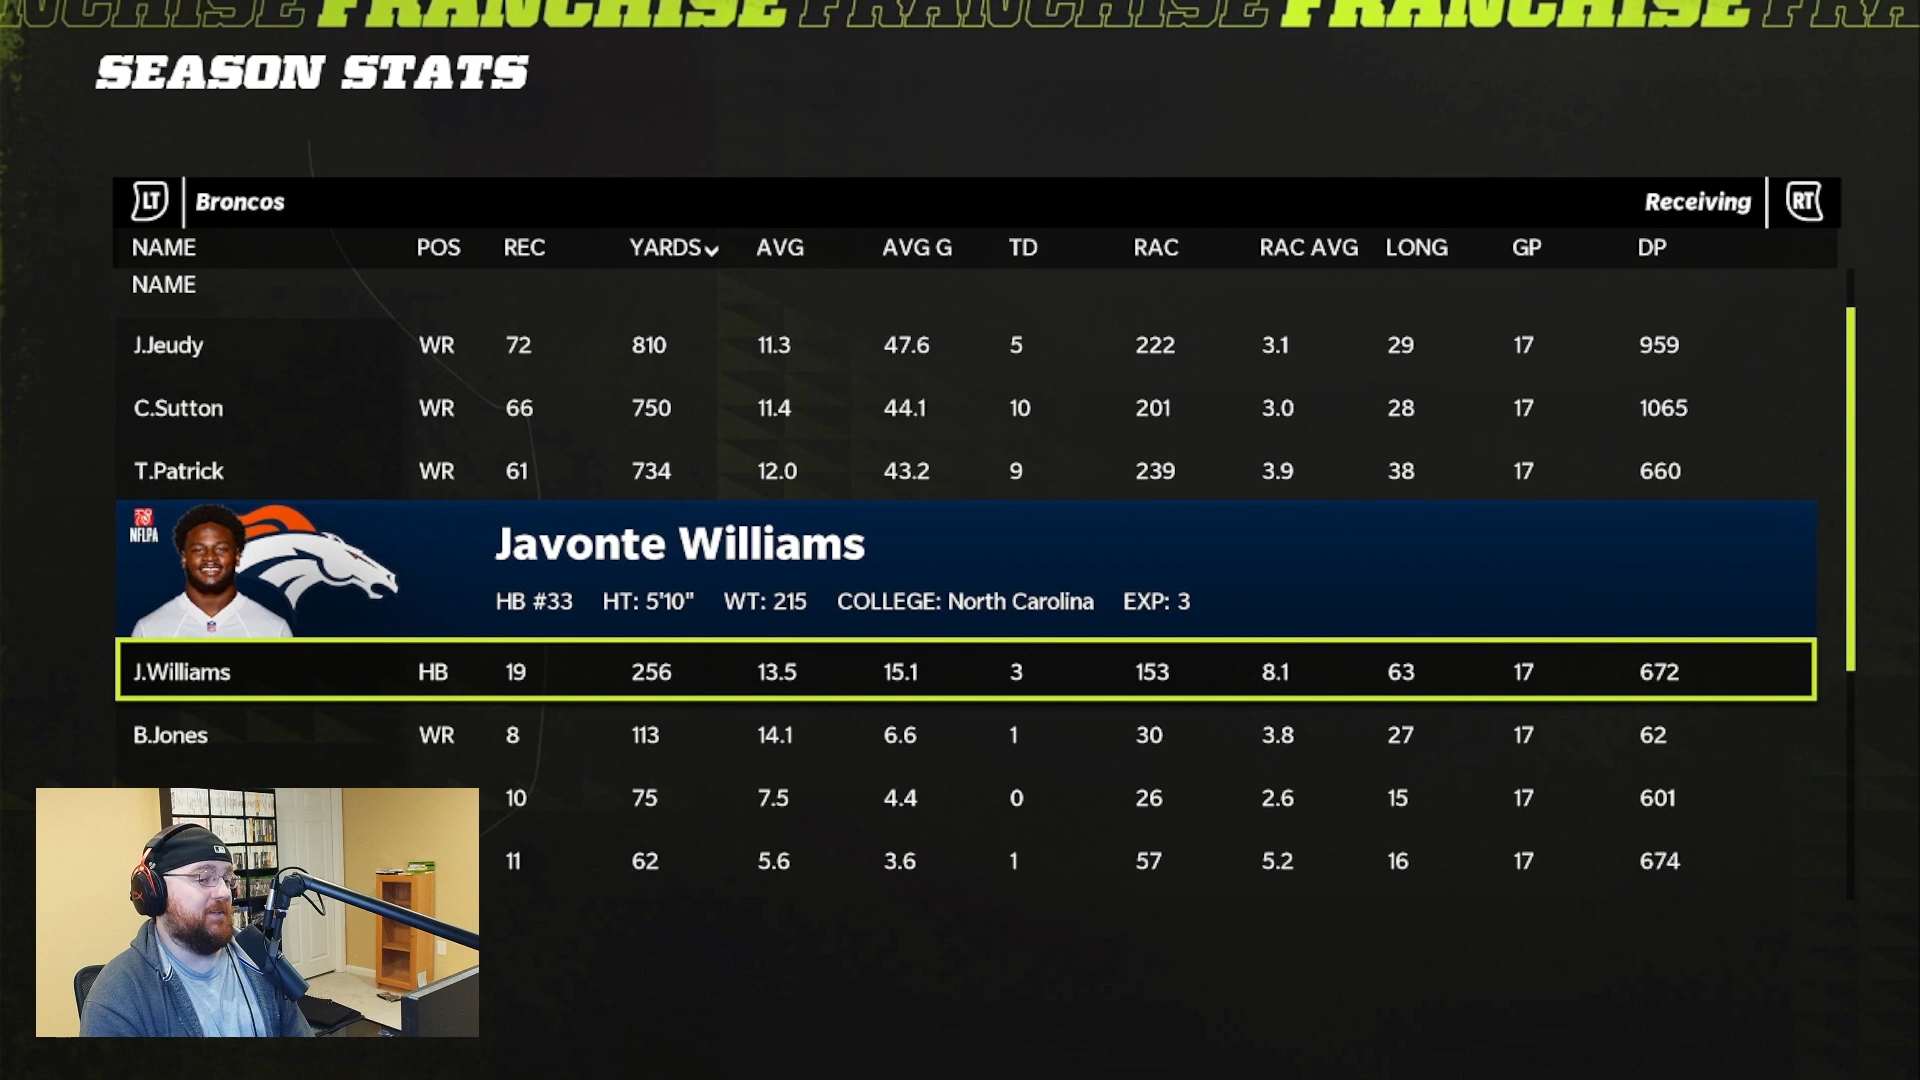 NCHISE FRANCHISE FRANCHISE FRANCHISE FRA
SEASON STATS
LT Broncos Receiving RT
NAME POS REC YARDS AVG AVG G TD RAC RAC AVG LONG GP DP
NAME
J.Jeudy WR 72 810 11.3 47.6 5 222 3.1 29 17 959
C.Sutton WR 66 750 11.4 44.1 10 201 3.0 28 17 1065
T.Patrick WR 61 734 12.0 43.2 9 239 3.9 38 17 660
NFLPA
Javonte Williams
HB #33 HT: 5'10" WT: 215 COLLEGE: North Carolina EXP: 3
J.Williams HB 19 256 13.5 15.1 3 153 8.1 63 17 672
B.Jones WR 8 113 14.1 6.6 1 30 3.8 27 17 62
10 75 7.5 4.4 0 26 2.6 15 17 601
11 62 5.6 3.6 1 57 5.2 16 17 674